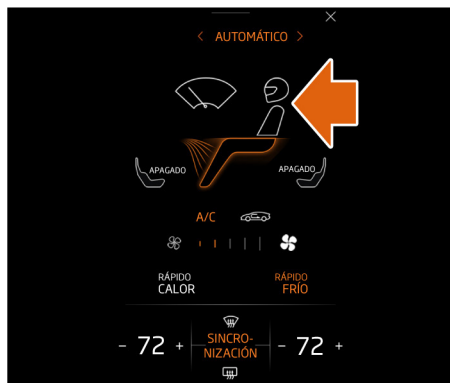 AUTOMÁTICO
APAGADO
APAGADO
A/C
RÁPIDO
CALOR
RÁPIDO
FRÍO
- 72 +
SINCRO-
NIZACIÓN
- 72 +